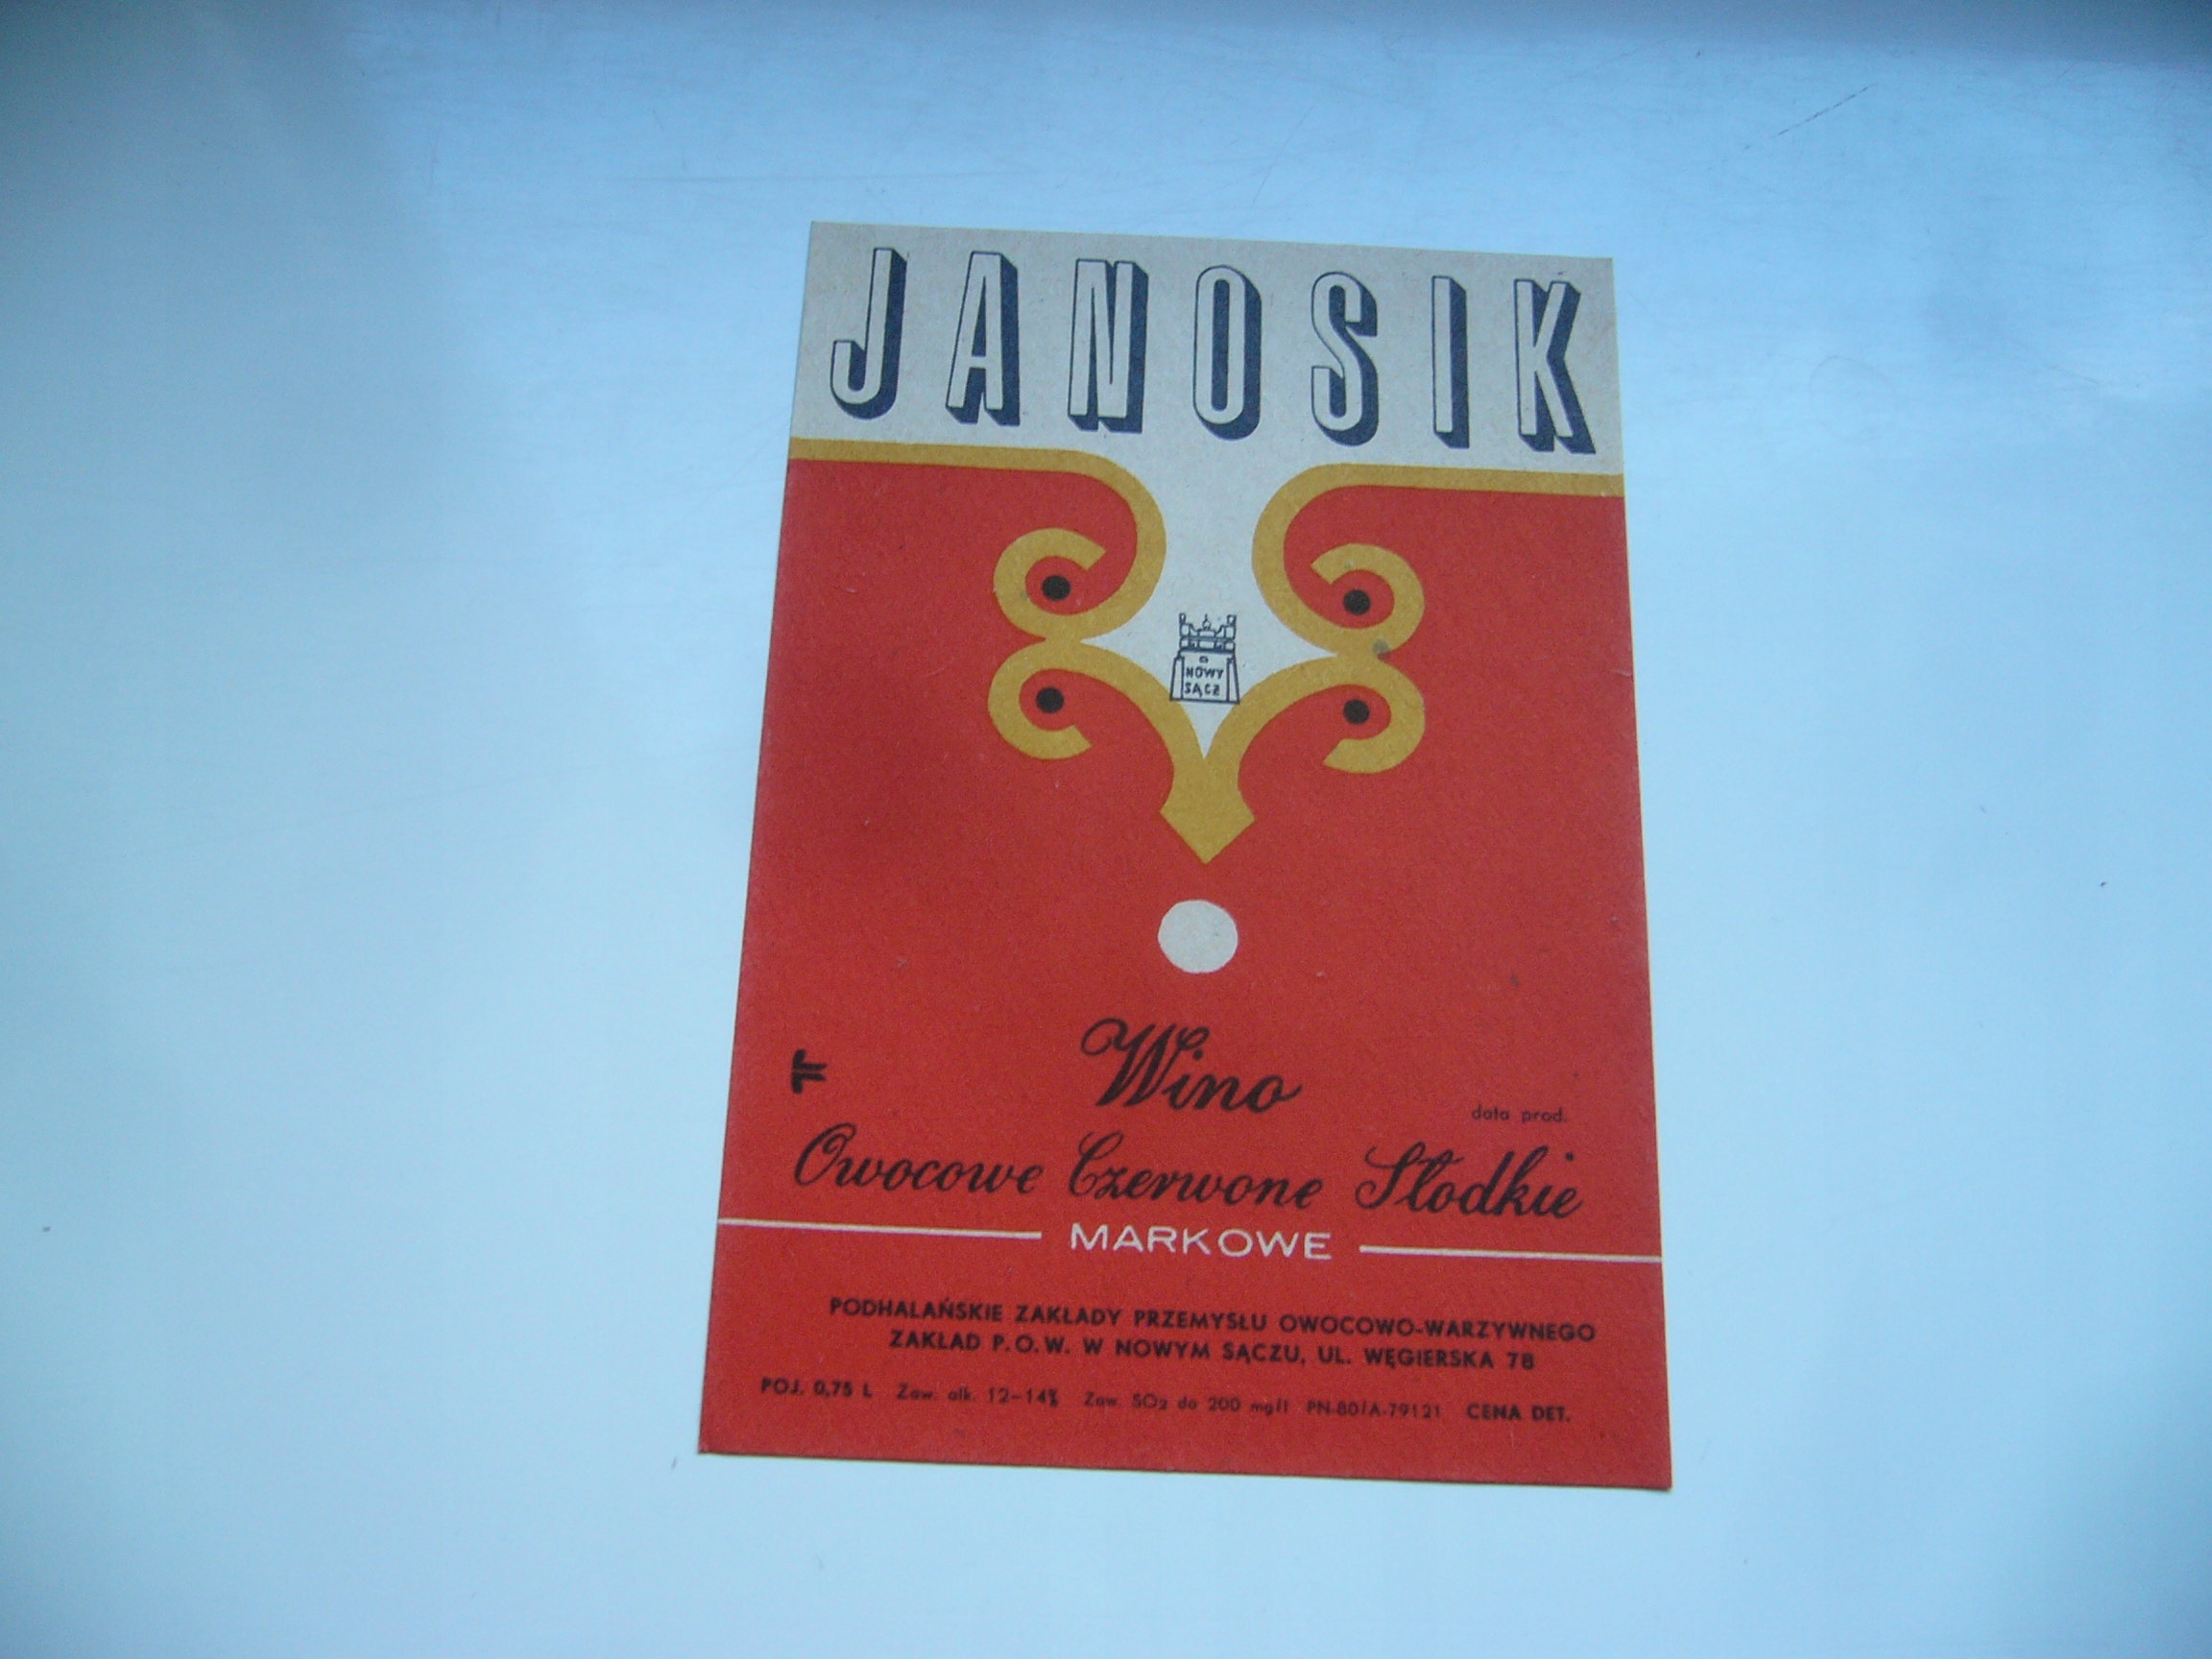 JANOSIK
NOWY
SĄCZ
Wino
data prod.
Owocowe Czerwone Słodkie
MARKOWE
PODHALAŃSKIE ZAKŁADY PRZEMYSŁU OWOCOWO-WARZYWNEGO
ZAKŁAD P.O.W. W NOWYM SĄCZU, UL. WĘGIERSKA 78
POJ. 0,75 L Zaw. alk. 12-14% Zaw. SO₂ do 200 mg/l PN-80/A-79121 CENA DET.